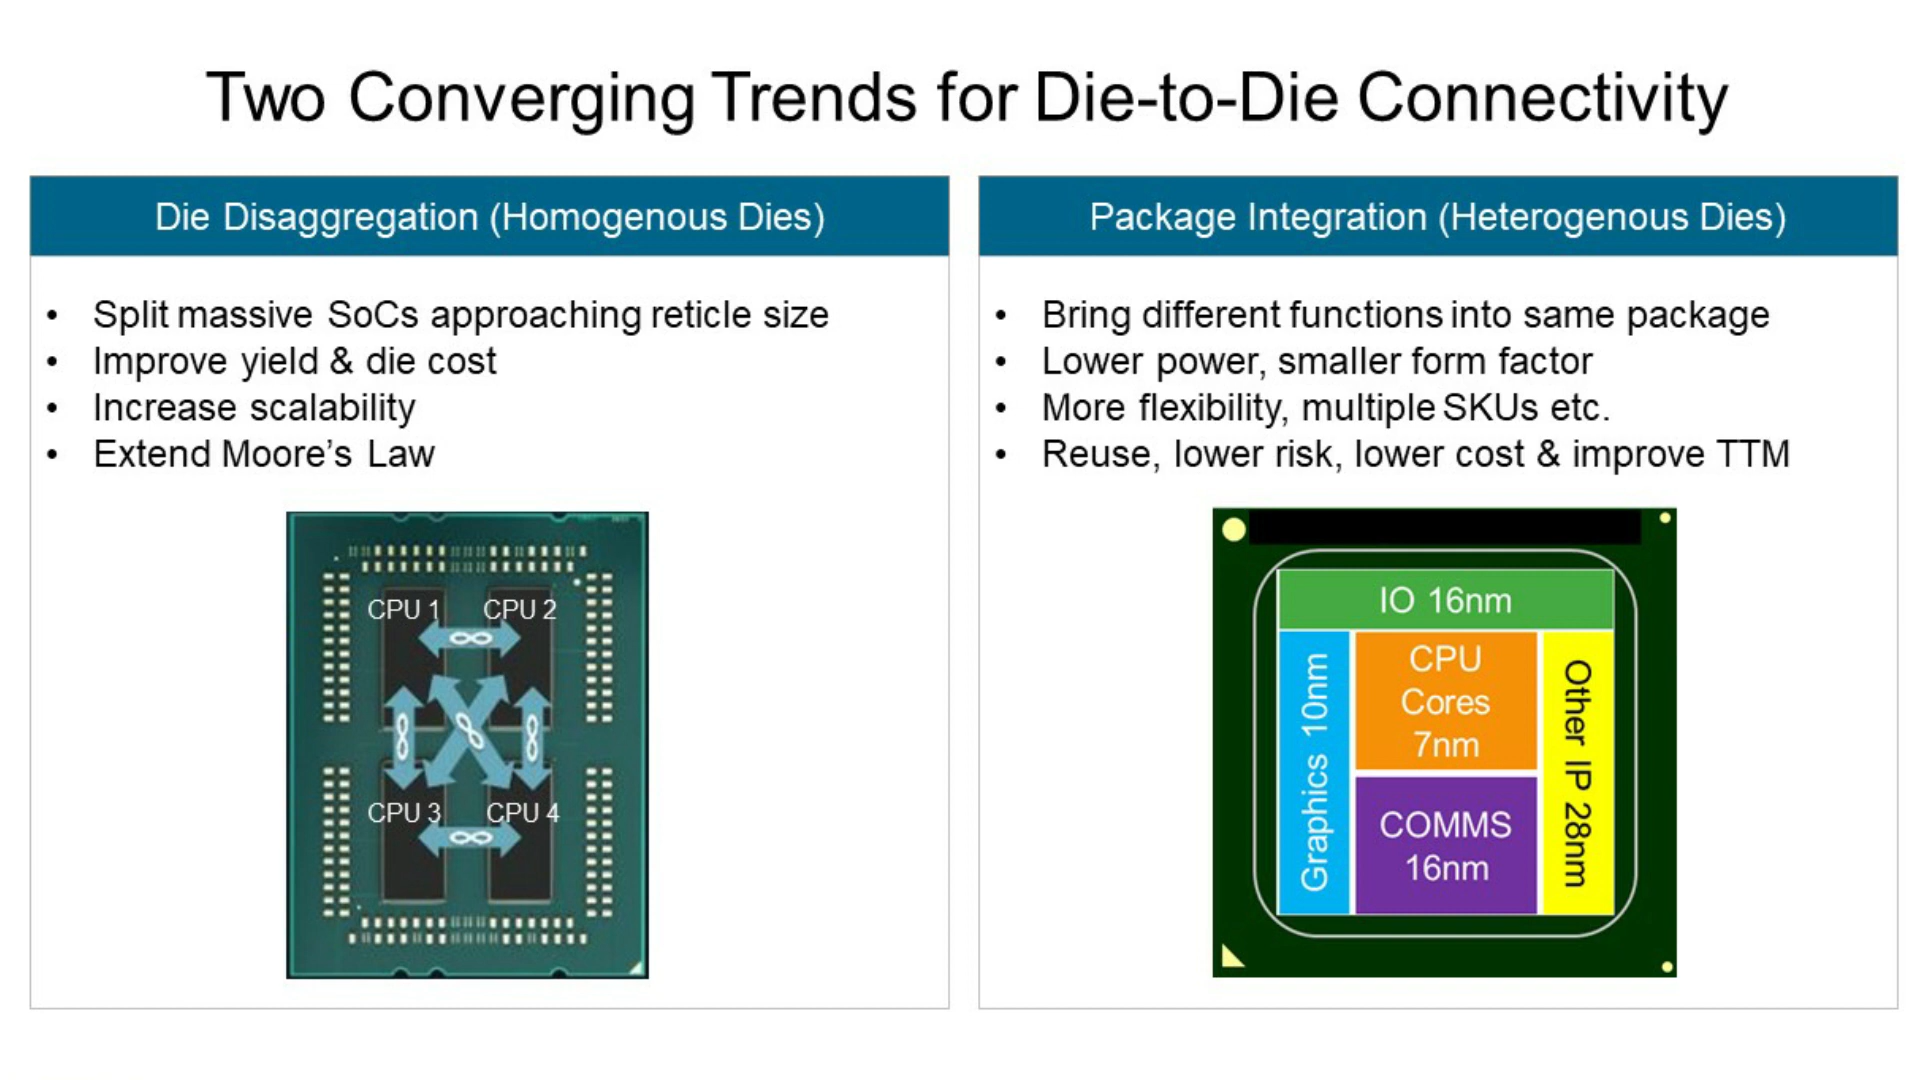 Two Converging Trends for Die-to-Die Connectivity
Die Disaggregation (Homogenous Dies)
• Split massive SoCs approaching reticle size
• Improve yield & die cost
• Increase scalability
• Extend Moore’s Law
CPU 1
CPU 2
CPU 3
CPU 4
Package Integration (Heterogenous Dies)
• Bring different functions into same package
• Lower power, smaller form factor
• More flexibility, multiple SKUs etc.
• Reuse, lower risk, lower cost & improve TTM
IO 16nm
Graphics 10nm
CPU
Cores
7nm
COMMS
16nm
Other IP 28nm